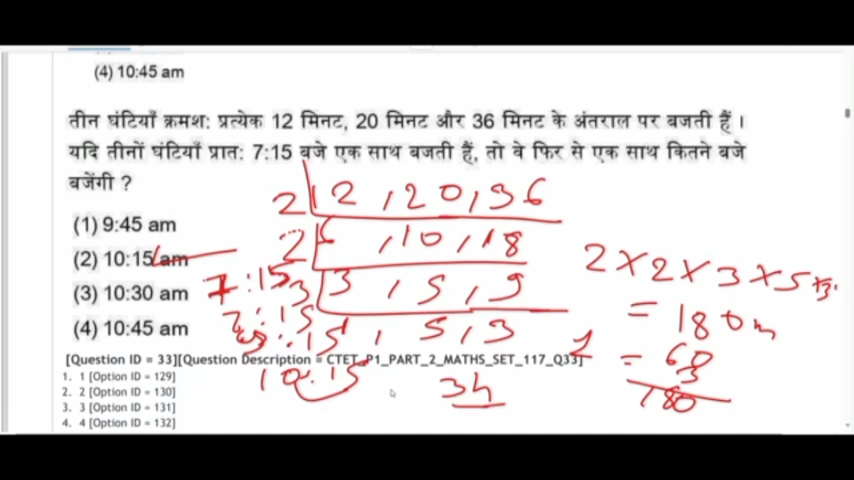 (4) 10:45 am
तीन घंटियाँ क्रमश: प्रत्येक 12 मिनट, 20 मिनट और 36 मिनट के अंतराल पर बजती हैं ।
यदि तीनों घंटियाँ प्रात: 7:15 बजे एक साथ बजती हैं, तो वे फिर से एक साथ कितने बजे
बजेंगी ?
2 12, 20, 36
(1) 9:45 am
2 6, 10, 18
(2) 10:15 am
2 X 2 X 3 X 5 X 3
7:15
3 3, 5, 9
(3) 10:30 am
= 180 m
1, 5, 3
(4) 10:45 am
[Question ID = 33][Question Description = CTET_P1_PART_2_MATHS_SET_117_Q33]
= 60
3
180
10:15
3h
1. 1 [Option ID = 129]
2. 2 [Option ID = 130]
3. 3 [Option ID = 131]
4. 4 [Option ID = 132]